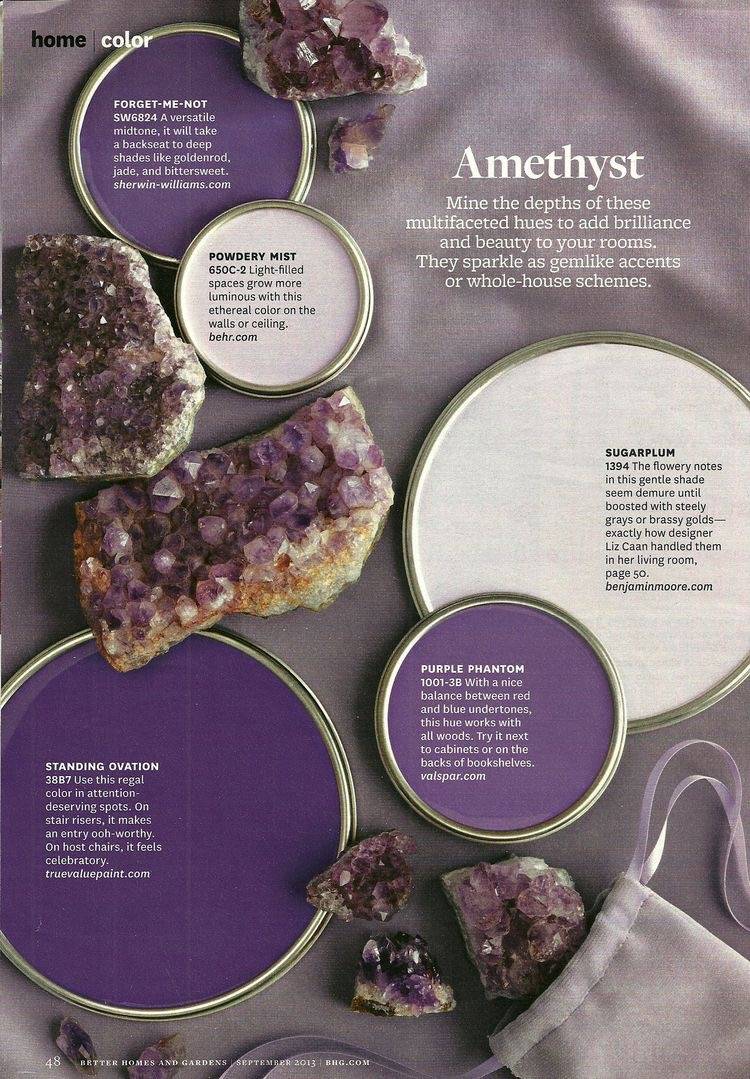 home | color
FORGET-ME-NOT
SW6824 A versatile
midtone, it will take
a backseat to deep
shades like goldenrod,
jade, and bittersweet.
sherwin-williams.com
Amethyst
Mine the depths of these
multifaceted hues to add brilliance
and beauty to your rooms.
They sparkle as gemlike accents
or whole-house schemes.
POWDERY MIST
650C-2 Light-filled
spaces grow more
luminous with this
ethereal color on the
walls or ceiling.
behr.com
SUGARPLUM
1394 The flowery notes
in this gentle shade
seem demure until
boosted with steely
grays or brassy golds—
exactly how designer
Liz Caan handled them
in her living room,
page 50.
benjaminmoore.com
PURPLE PHANTOM
1001-3B With a nice
balance between red
and blue undertones,
this hue works with
all woods. Try it next
to cabinets or on the
backs of bookshelves.
valspar.com
STANDING OVATION
38B7 Use this regal
color in attention-
deserving spots. On
stair risers, it makes
an entry ooh-worthy.
On host chairs, it feels
celebratory.
truevaluepaint.com
48 BETTER HOMES AND GARDENS | SEPTEMBER 2013 | BHG.COM